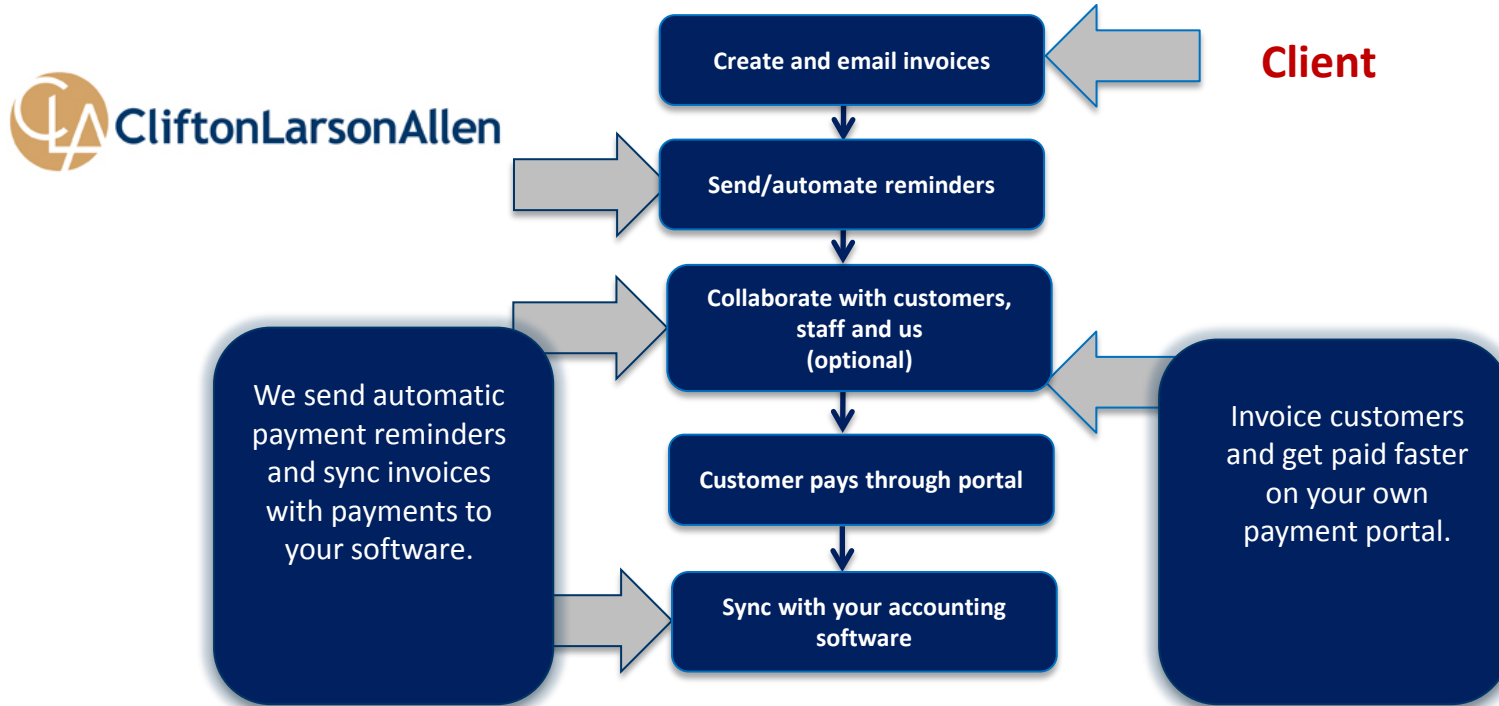 Create and email invoices
Client
CLA CliftonLarsonAllen
Send/automate reminders
Collaborate with customers,
staff and us
(optional)
We send automatic
payment reminders
and sync invoices
with payments to
your software.
Invoice customers
and get paid faster
on your own
payment portal.
Customer pays through portal
Sync with your accounting
software